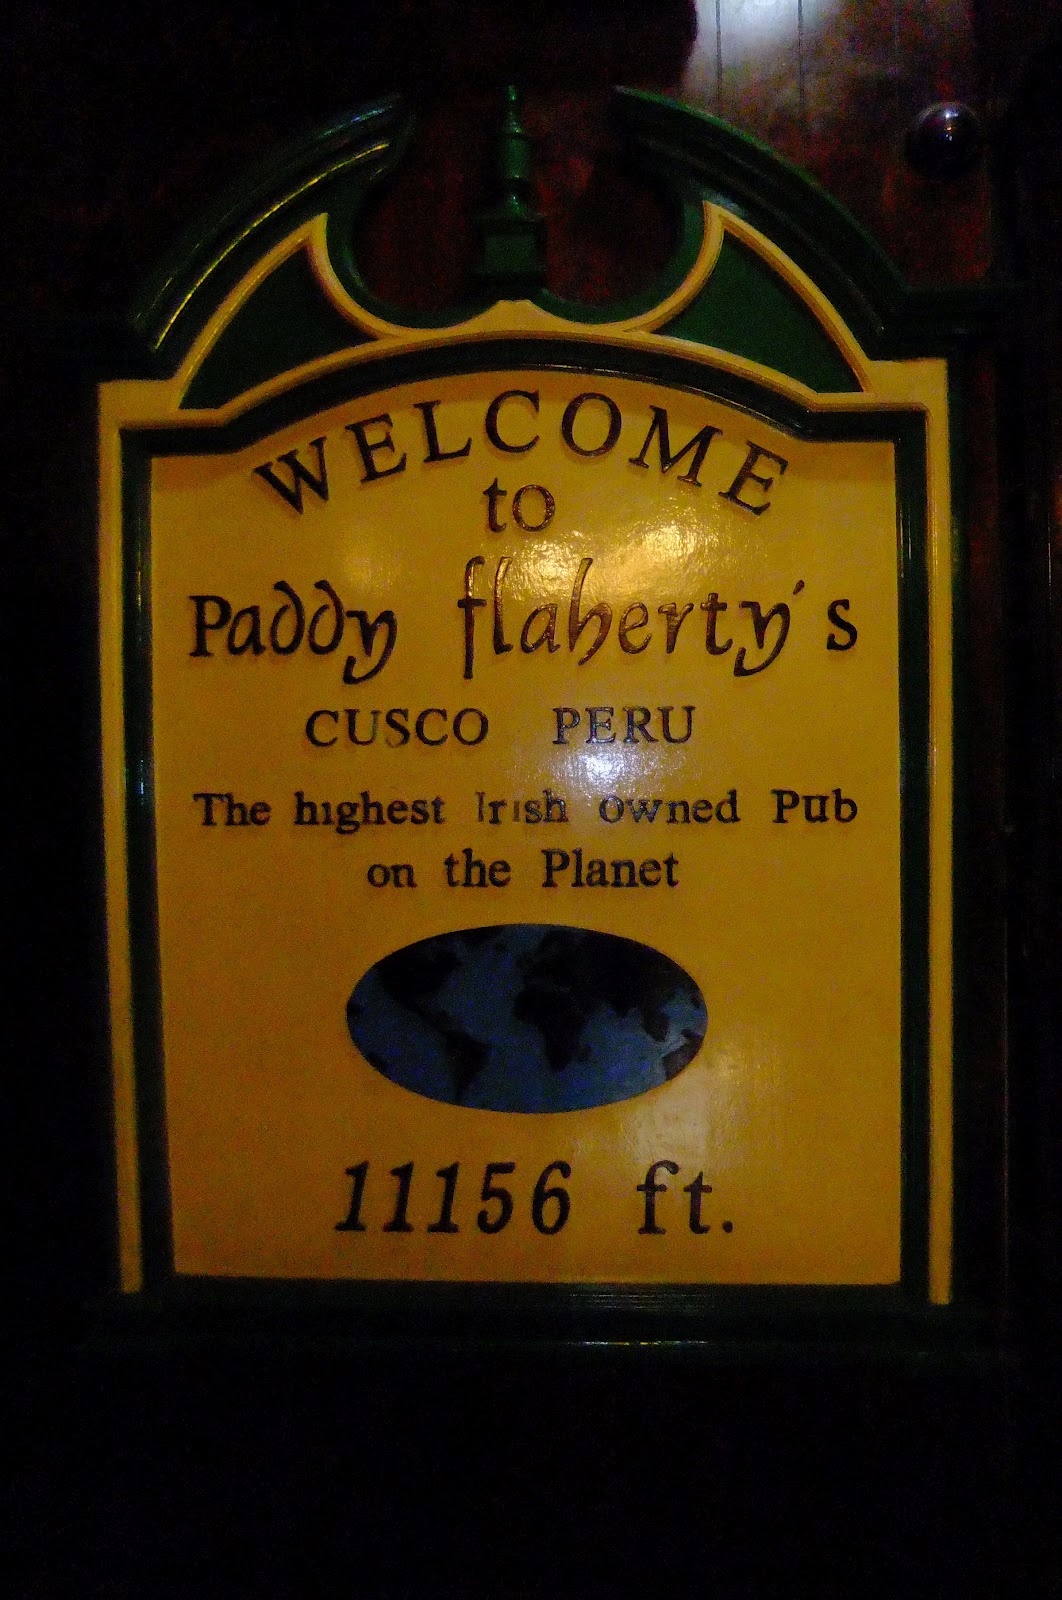 WELCOME
to
Paddy flaherty's
CUSCO PERU
The highest Irish owned Pub
on the Planet
11156 ft.